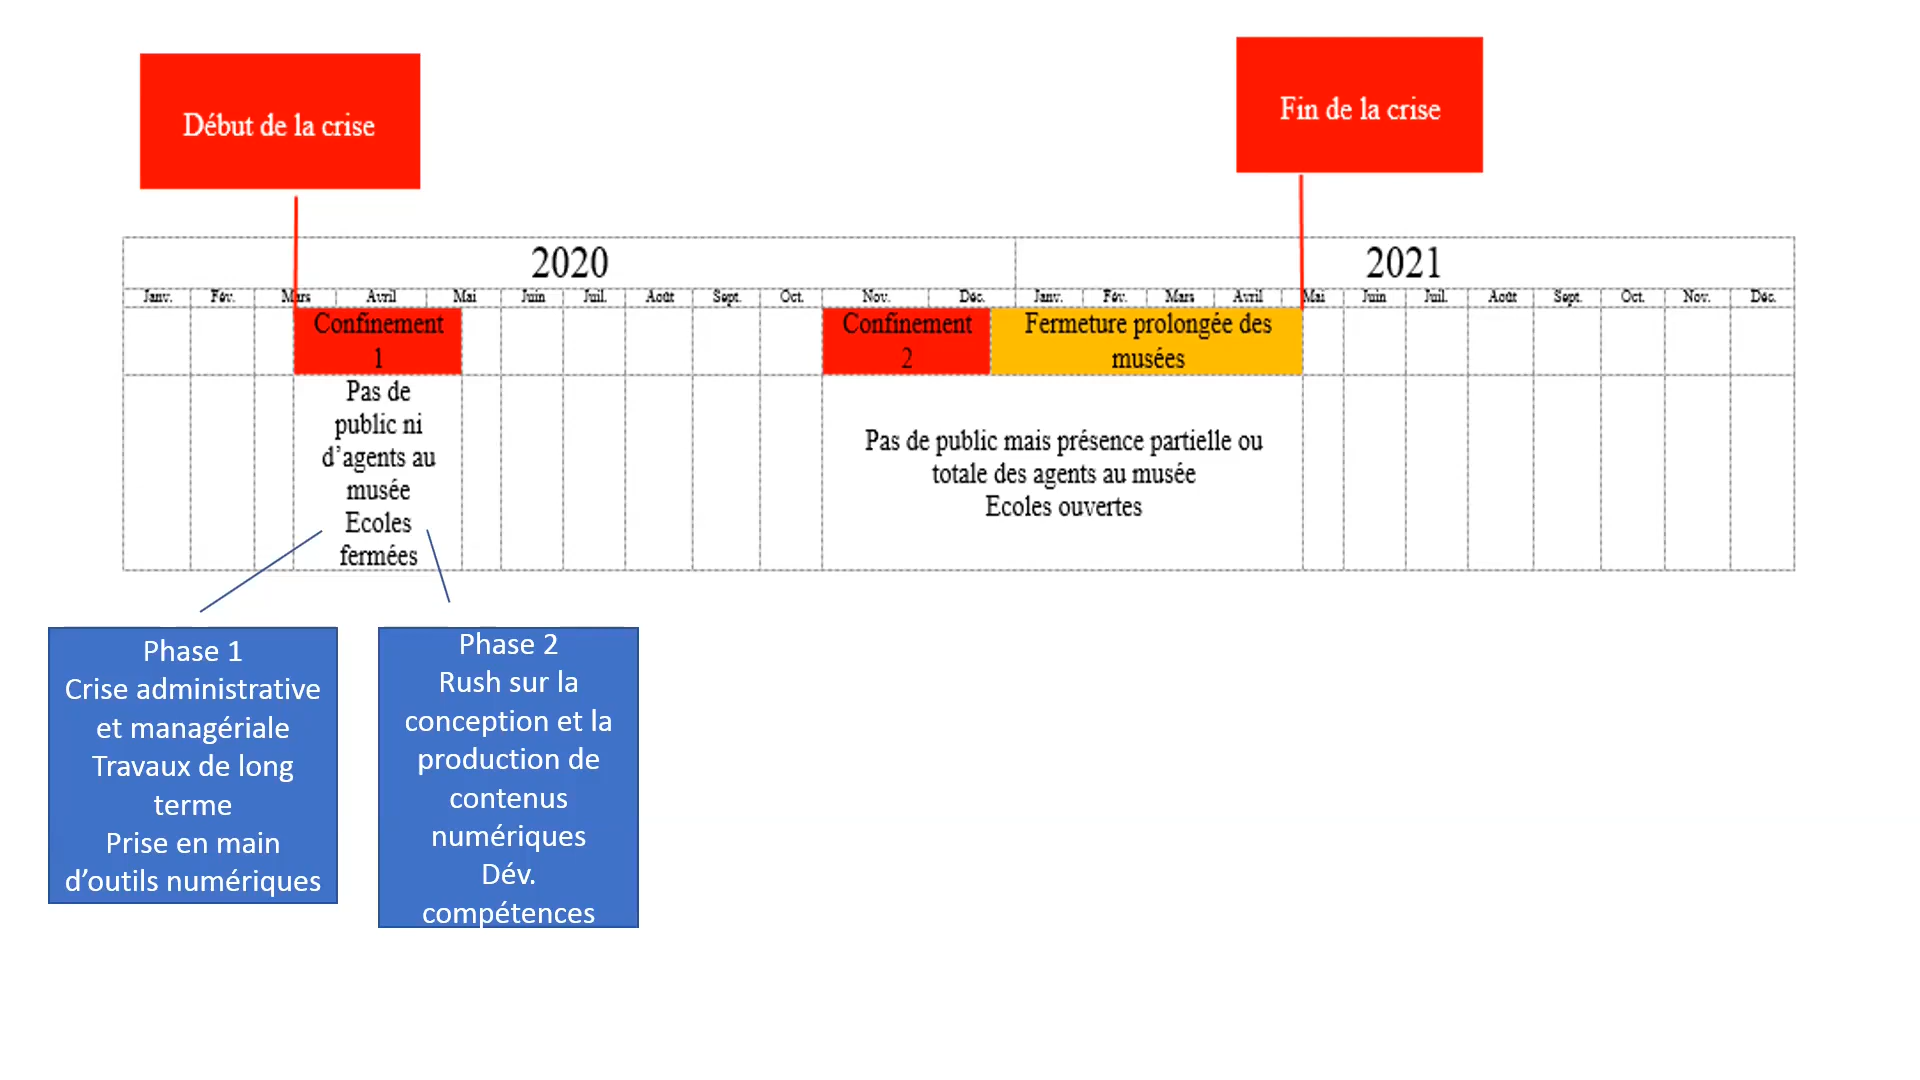 Début de la crise
Fin de la crise
2020
2021
Janv. Fév. Mars Avril Mai Juin Juil. Août Sept. Oct. Nov. Déc. Janv. Fév. Mars Avril Mai Juin Juil. Août Sept. Oct. Nov. Déc.
Confinement
1
Confinement
2
Fermeture prolongée des
musées
Pas de
public ni
d’agents au
musée
Ecoles
fermées
Pas de public mais présence partielle ou
totale des agents au musée
Ecoles ouvertes
Phase 1
Crise administrative
et managériale
Travaux de long
terme
Prise en main
d’outils numériques
Phase 2
Rush sur la
conception et la
production de
contenus
numériques
Dév.
compétences